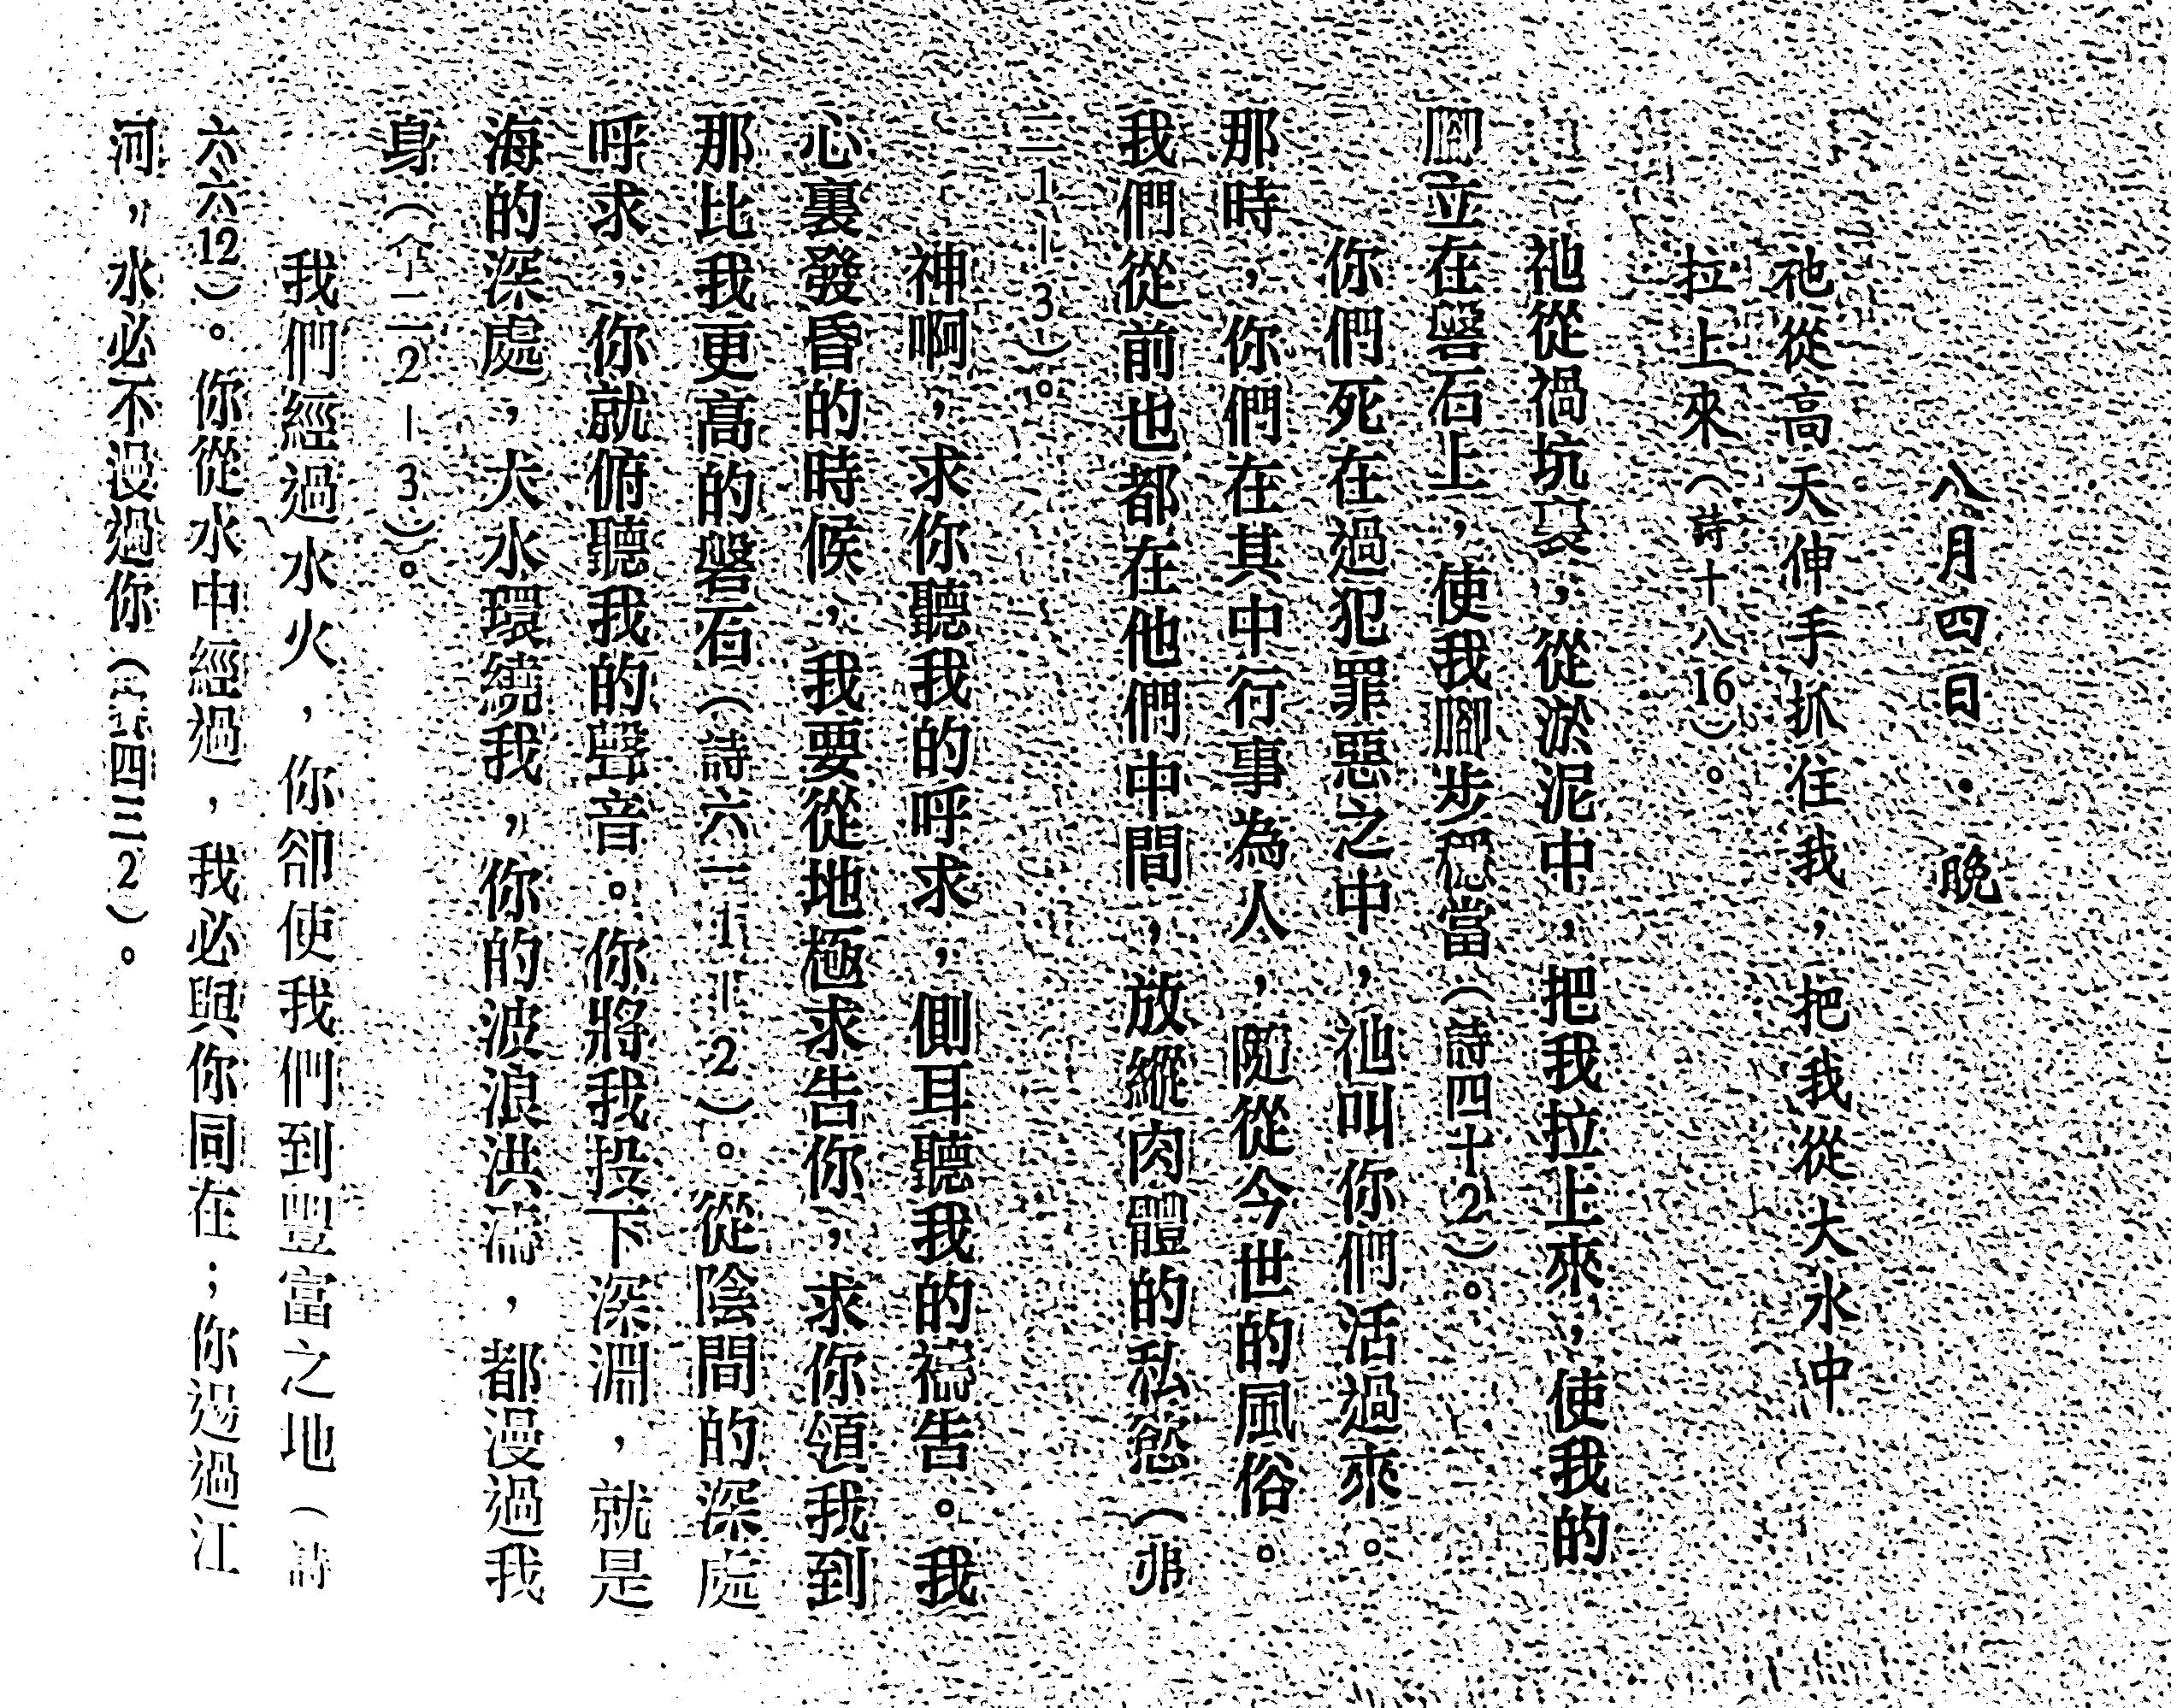 八月四日・晚
祂從高天伸手抓住我，把我從大水中
拉上來（詩十八16）。
祂從禍坑裏，從淤泥中，把我拉上來，使我的
腳立在磐石上，使我腳步穩當（詩四十2）。
你們死在過犯罪惡之中，祂叫你們活過來。
那時，你們在其中行事為人，隨從今世的風俗。
我們從前也都在他們中間，放縱肉體的私慾（弗
二1－3）。
神啊，求你聽我的呼求，側耳聽我的禱告。我
心裏發昏的時候，我要從地極求告你，求你領我到
那比我更高的磐石（詩六一1－2）。從陰間的深處
呼求，你就俯聽我的聲音。你將我投下深淵，就是
海的深處，大水環繞我，你的波浪洪濤，都漫過我
身（拿二2－3）。
我們經過水火，你卻使我們到豐富之地（詩
六六12）。你從水中經過，我必與你同在；你逿過江
河，水必不漫過你（賽四三2）。